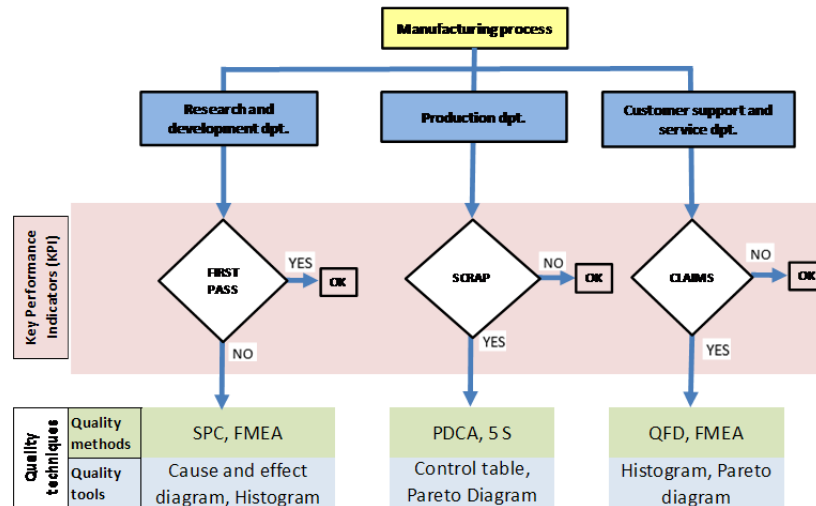 Manufacturing process
Research and
development dpt.
Production dpt.
Customer support and
service dpt.
Key Performance
Indicators (KPI)
FIRST
PASS
YES
OK
NO
SCRAP
NO
OK
YES
CLAIMS
NO
OK
YES
Quality
techniques
Quality
methods
SPC, FMEA
PDCA, 5 S
QFD, FMEA
Quality
tools
Cause and effect
diagram, Histogram
Control table,
Pareto Diagram
Histogram, Pareto
diagram